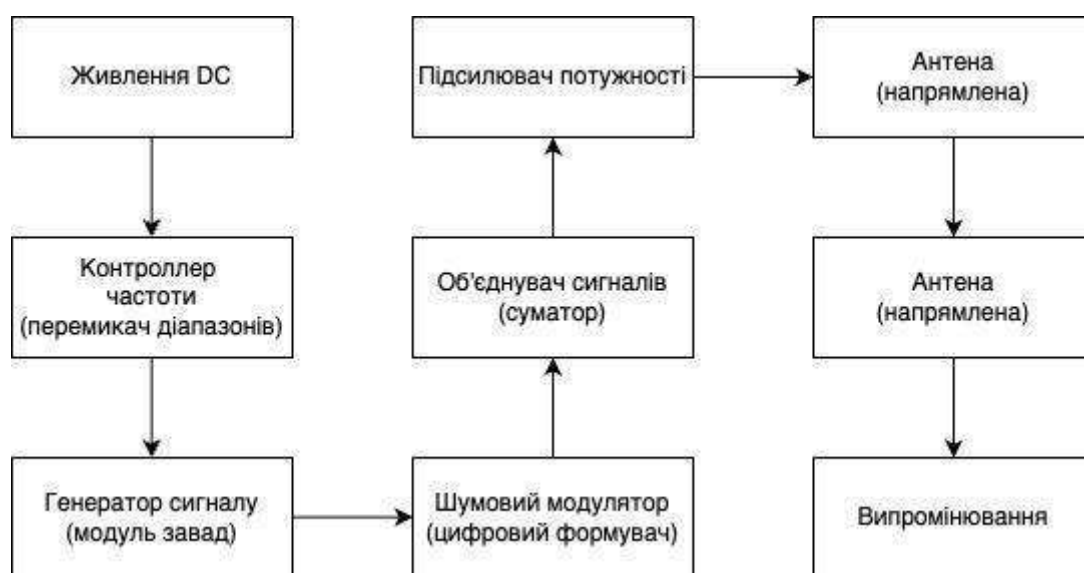 Живлення DC
Контроллер
частоти
(перемикач діапазонів)
Генератор сигналу
(модуль завад)
Шумовий модулятор
(цифровий формувач)
Об'єднувач сигналів
(суматор)
Підсилювач потужності
Антена
(напрямлена)
Антена
(напрямлена)
Випромінювання